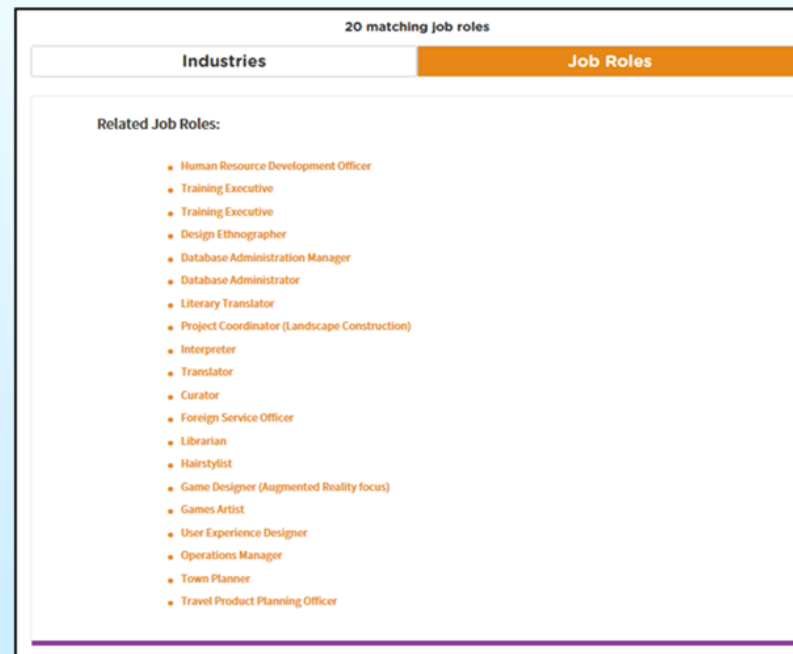 20 matching job roles
Industries
Job Roles
Related Job Roles:
Human Resource Development Officer
Training Executive
Training Executive
Design Ethnographer
Database Administration Manager
Database Administrator
Literary Translator
Project Coordinator (Landscape Construction)
Interpreter
Translator
Curator
Foreign Service Officer
Librarian
Hairstylist
Game Designer (Augmented Reality focus)
Games Artist
User Experience Designer
Operations Manager
Town Planner
Travel Product Planning Officer